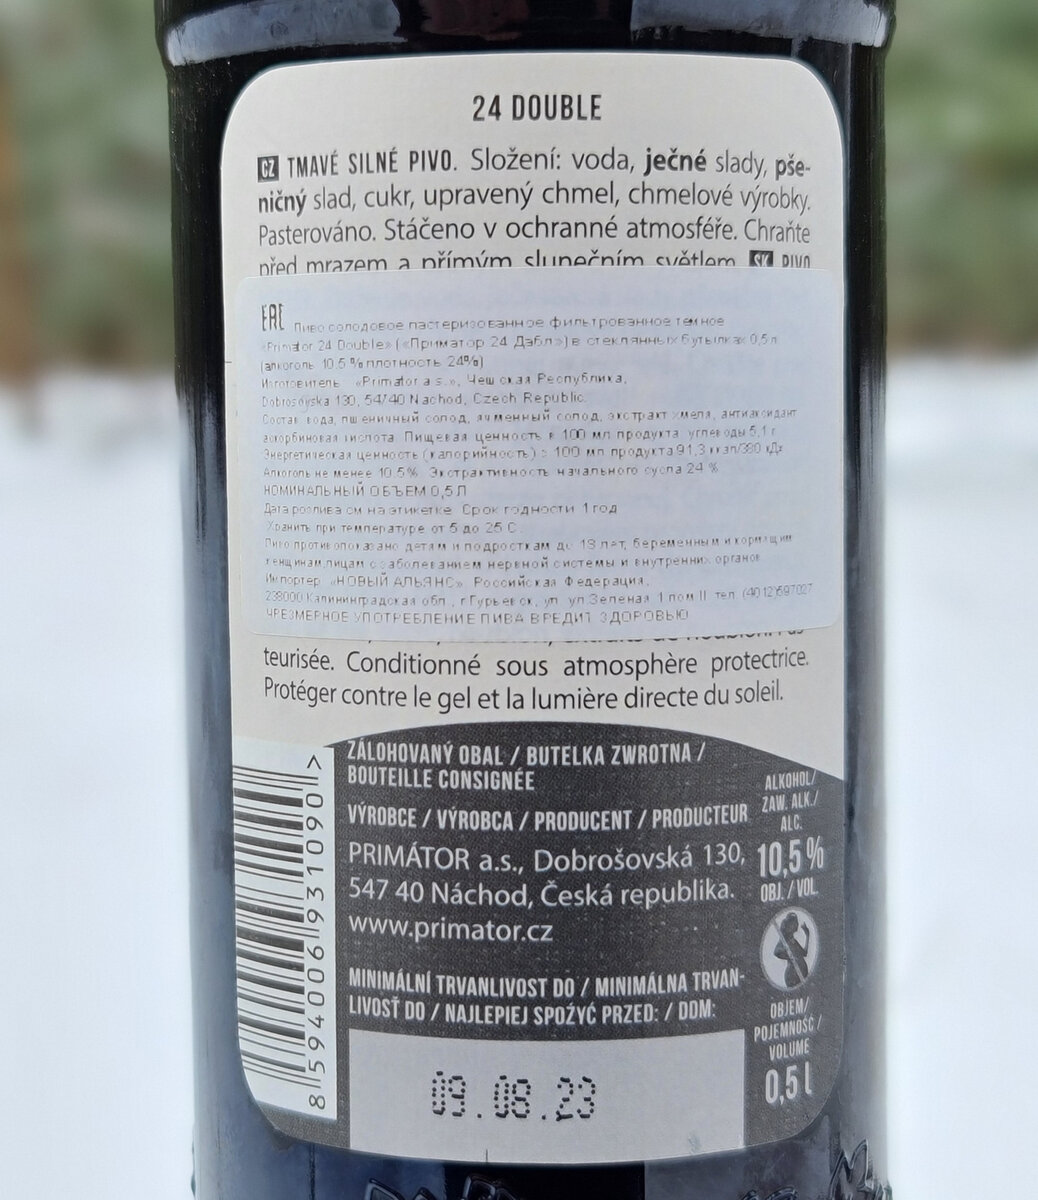 24 DOUBLE
CZ TMAVÉ SILNÉ PIVO. Složení: voda, ječné slady, pše-
ničný slad, cukr, upravený chmel, chmelové výrobky.
Pasterováno. Stáčeno v ochranné atmosféře. Chraňte
před mrazem a přímým slunečním světlem. SK PIVO
EAC Пиво солодовое пастеризованное фильтрованное темное
«Primator 24 Double» («Приматор 24 Дабл») в стеклянных бутылках 0,5л
(алкоголь 10.5 % плотность 24%)
Изготовитель «Primator a s.», Чешская Республика,
Dobrosovska 130, 54740 Nachod, Czech Republic.
Состав вода, пшеничный солод, ячменный солод, экстракт хмеля, антиоксидант
аскорбиновая кислота Пищевая ценность в 100 мл продукта углеводы 5,1 г
Энергетическая ценность (калорийность) в 100 мл продукта 91,3 ккал/380 кДж
Алкоголь не менее 10.5% Экстрактивность начального сусла 24 %
НОМИНАЛЬНЫЙ ОБЪЕМ 0,5 Л
Дата розлива см на этикетке Срок годности 1 год
Хранить при температуре от 5 до 25 С
Пиво противопоказано детям и подросткам до 18 лет, беременным и кормящим
женщинам, лицам с заболеванием нервной системы и внутренних органов
Импортер «НОВЫЙ АЛЬЯНС» Российская Федерация,
238000 Калининградская обл., г Гурьевск, ул Зеленая 1 пом II тел. (4012)697027
ЧРЕЗМЕРНОЕ УПОТРЕБЛЕНИЕ ПИВА ВРЕДИТ ЗДОРОВЬЮ
teurisée. Conditionné sous atmosphère protectrice.
Protéger contre le gel et la lumière directe du soleil.
ZÁLOHOVANÝ OBAL / BUTELKA ZWROTNA /
BOUTEILLE CONSIGNÉE
VÝROBCE / VÝROBCA / PRODUCENT / PRODUCTEUR
PRIMÁTOR a.s., Dobrošovská 130,
547 40 Náchod, Česká republika.
www.primator.cz
MINIMÁLNÍ TRVANLIVOST DO / MINIMÁLNA TRVAN-
LIVOSŤ DO / NAJLEPIEJ SPOŻYĆ PRZED: / DDM:
09.08.23
ALKOHOL/
ZAW. ALK./
ALC.
10,5 %
OBJ. / VOL.
OBJEM/
POJEMNOŚĆ /
VOLUME
0,5 l
8 594006 931090 >